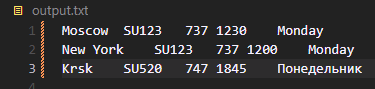 output.txt
1 Moscow SU123 737 1230 Monday
2 New York SU123 737 1200 Monday
3 Krsk SU520 747 1845 Понедельник